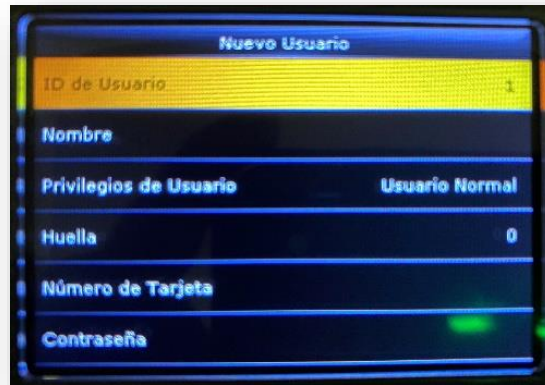 Nuevo Usuario
ID de Usuario 1
Nombre
Privilegios de Usuario Usuario Normal
Huella 0
Número de Tarjeta
Contraseña